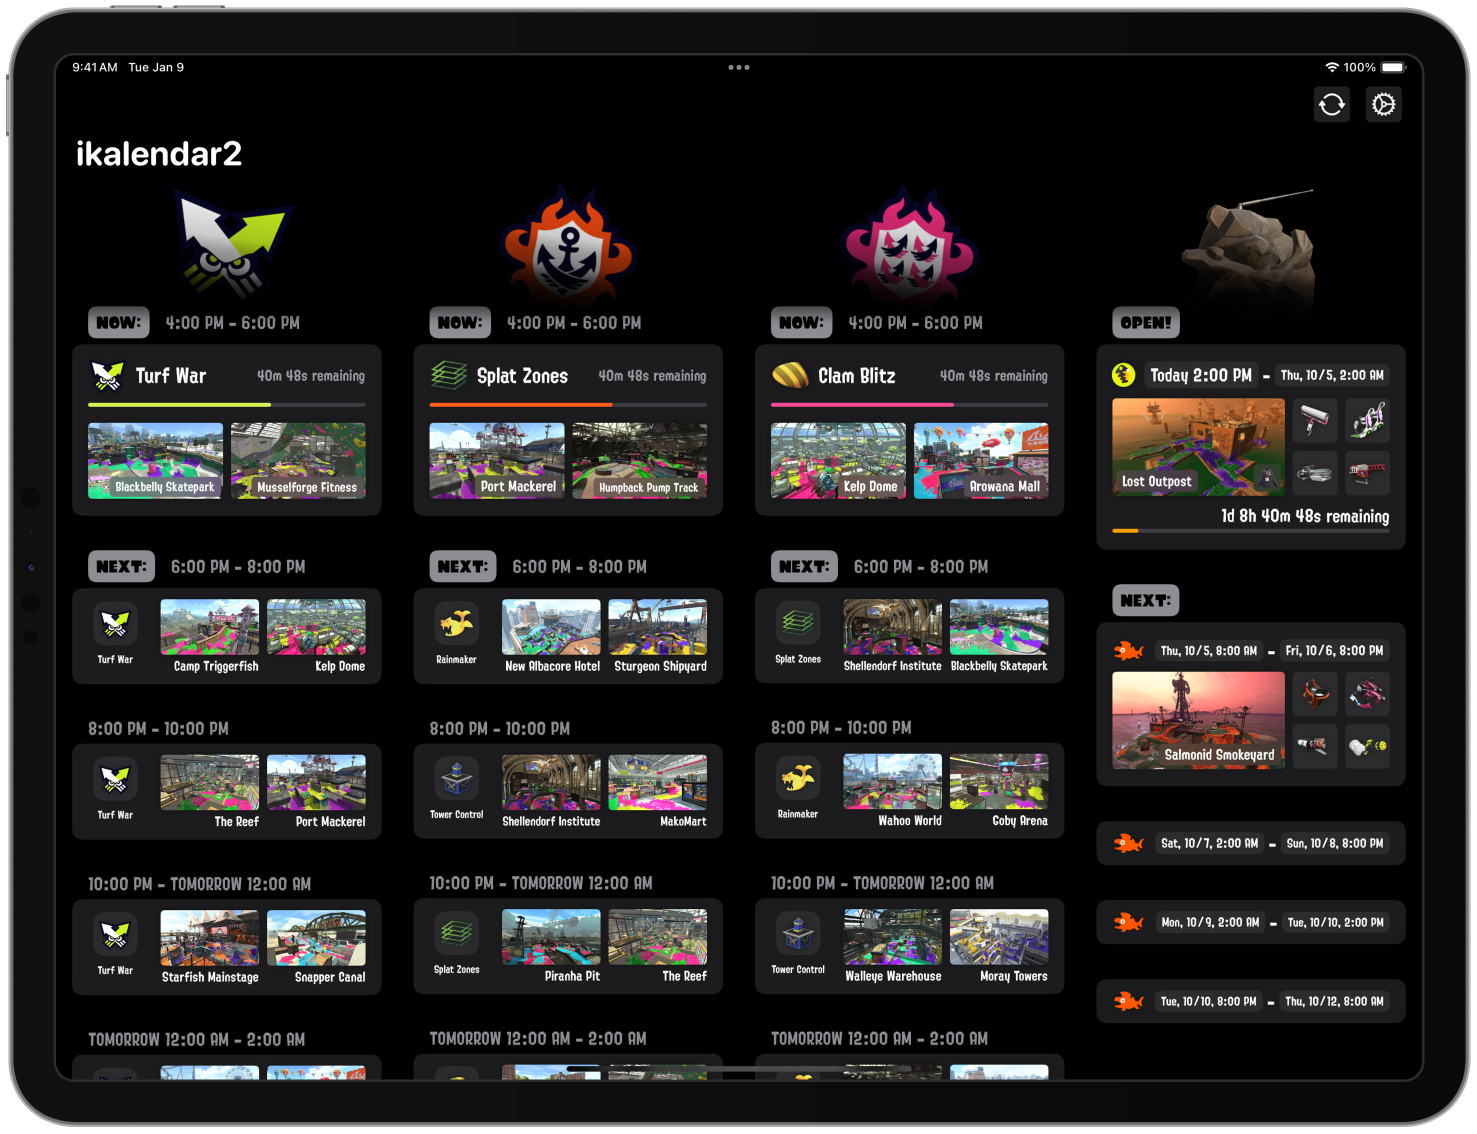 9:41 AM Tue Jan 9
100%
ikalendar2
NOW:
4:00 PM - 6:00 PM
Turf War
40m 48s remaining
Blackbelly Skatepark
Musselforge Fitness
NEXT:
6:00 PM - 8:00 PM
Turf War
Camp Triggerfish
Kelp Dome
8:00 PM - 10:00 PM
Turf War
The Reef
Port Mackerel
10:00 PM - TOMORROW 12:00 AM
Turf War
Starfish Mainstage
Snapper Canal
TOMORROW 12:00 AM - 2:00 AM
NOW:
4:00 PM - 6:00 PM
Splat Zones
40m 48s remaining
Port Mackerel
Humpback Pump Track
NEXT:
6:00 PM - 8:00 PM
Rainmaker
New Albacore Hotel
Sturgeon Shipyard
8:00 PM - 10:00 PM
Tower Control
Shellendorf Institute
MakoMart
10:00 PM - TOMORROW 12:00 AM
Splat Zones
Piranha Pit
The Reef
TOMORROW 12:00 AM - 2:00 AM
NOW:
4:00 PM - 6:00 PM
Clam Blitz
40m 48s remaining
Kelp Dome
Arowana Mall
NEXT:
6:00 PM - 8:00 PM
Splat Zones
Shellendorf Institute
Blackbelly Skatepark
8:00 PM - 10:00 PM
Rainmaker
Wahoo World
Goby Arena
10:00 PM - TOMORROW 12:00 AM
Tower Control
Walleye Warehouse
Moray Towers
TOMORROW 12:00 AM - 2:00 AM
OPEN!
Today 2:00 PM - Thu, 10/5, 2:00 AM
Lost Outpost
1d 8h 40m 48s remaining
NEXT:
Thu, 10/5, 8:00 AM - Fri, 10/6, 8:00 PM
Salmonid Smokeyard
Sat, 10/7, 2:00 AM - Sun, 10/8, 8:00 PM
Mon, 10/9, 2:00 AM - Tue, 10/10, 2:00 PM
Tue, 10/10, 8:00 PM - Thu, 10/12, 8:00 AM